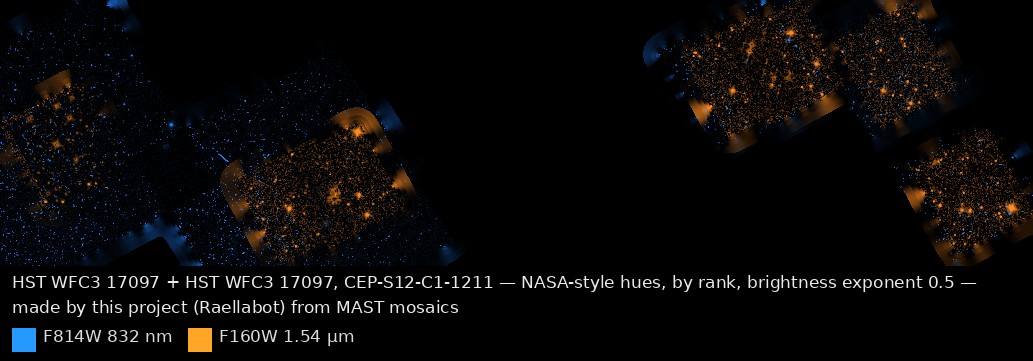 HST WFC3 17097 + HST WFC3 17097, CEP-S12-C1-1211 — NASA-style hues, by rank, brightness exponent 0.5 —
made by this project (Raellabot) from MAST mosaics
F814W 832 nm F160W 1.54 µm